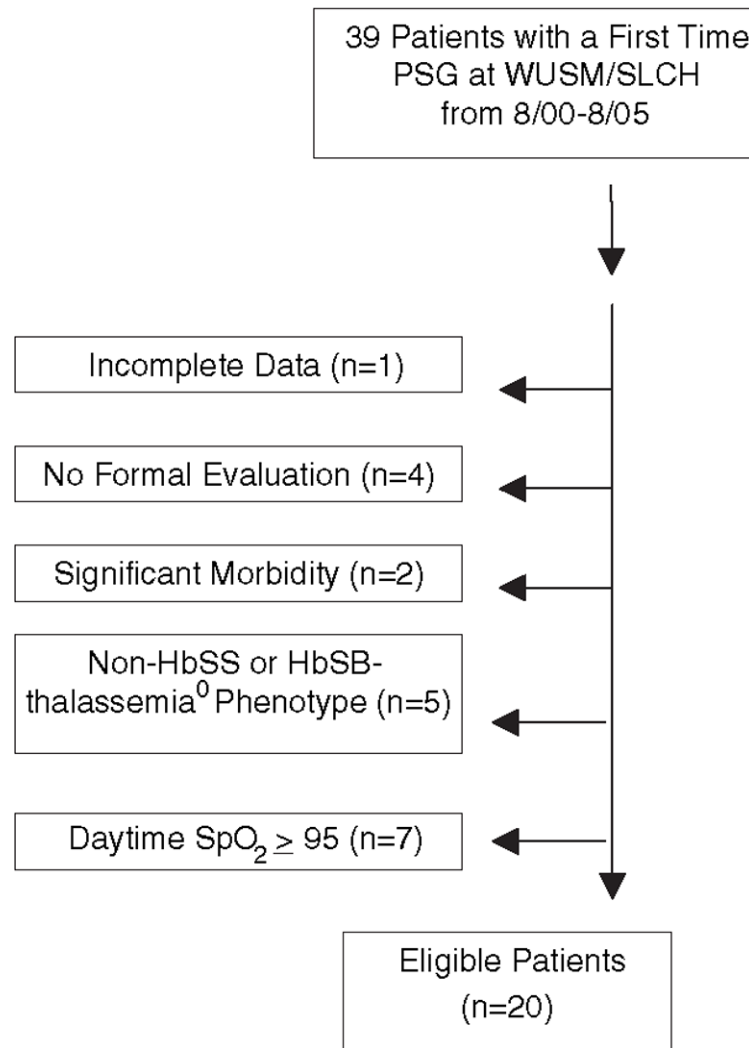 39 Patients with a First Time
PSG at WUSM/SLCH
from 8/00-8/05
Incomplete Data (n=1)
No Formal Evaluation (n=4)
Significant Morbidity (n=2)
Non-HbSS or HbSB-
thalassemia⁰ Phenotype (n=5)
Daytime SpO₂ ≥ 95 (n=7)
Eligible Patients
(n=20)